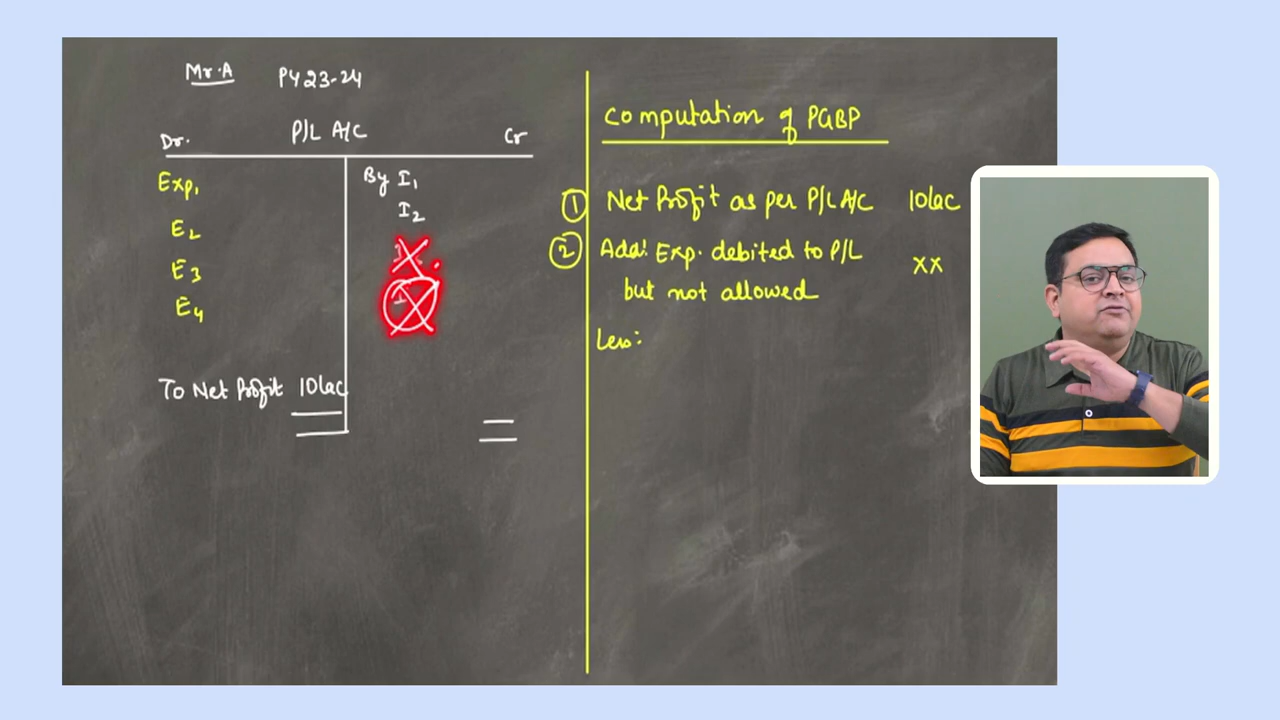 Mr.A PY 23-24
P/L A/C
Dr. Cr
Exp₁
E₂
E₃
E₄
To Net Profit 10lac
By I₁
I₂
Computation of PGBP
① Net Profit as per P/L A/C 10lac
② Add: Exp. debited to P/L xx
but not allowed
Less: